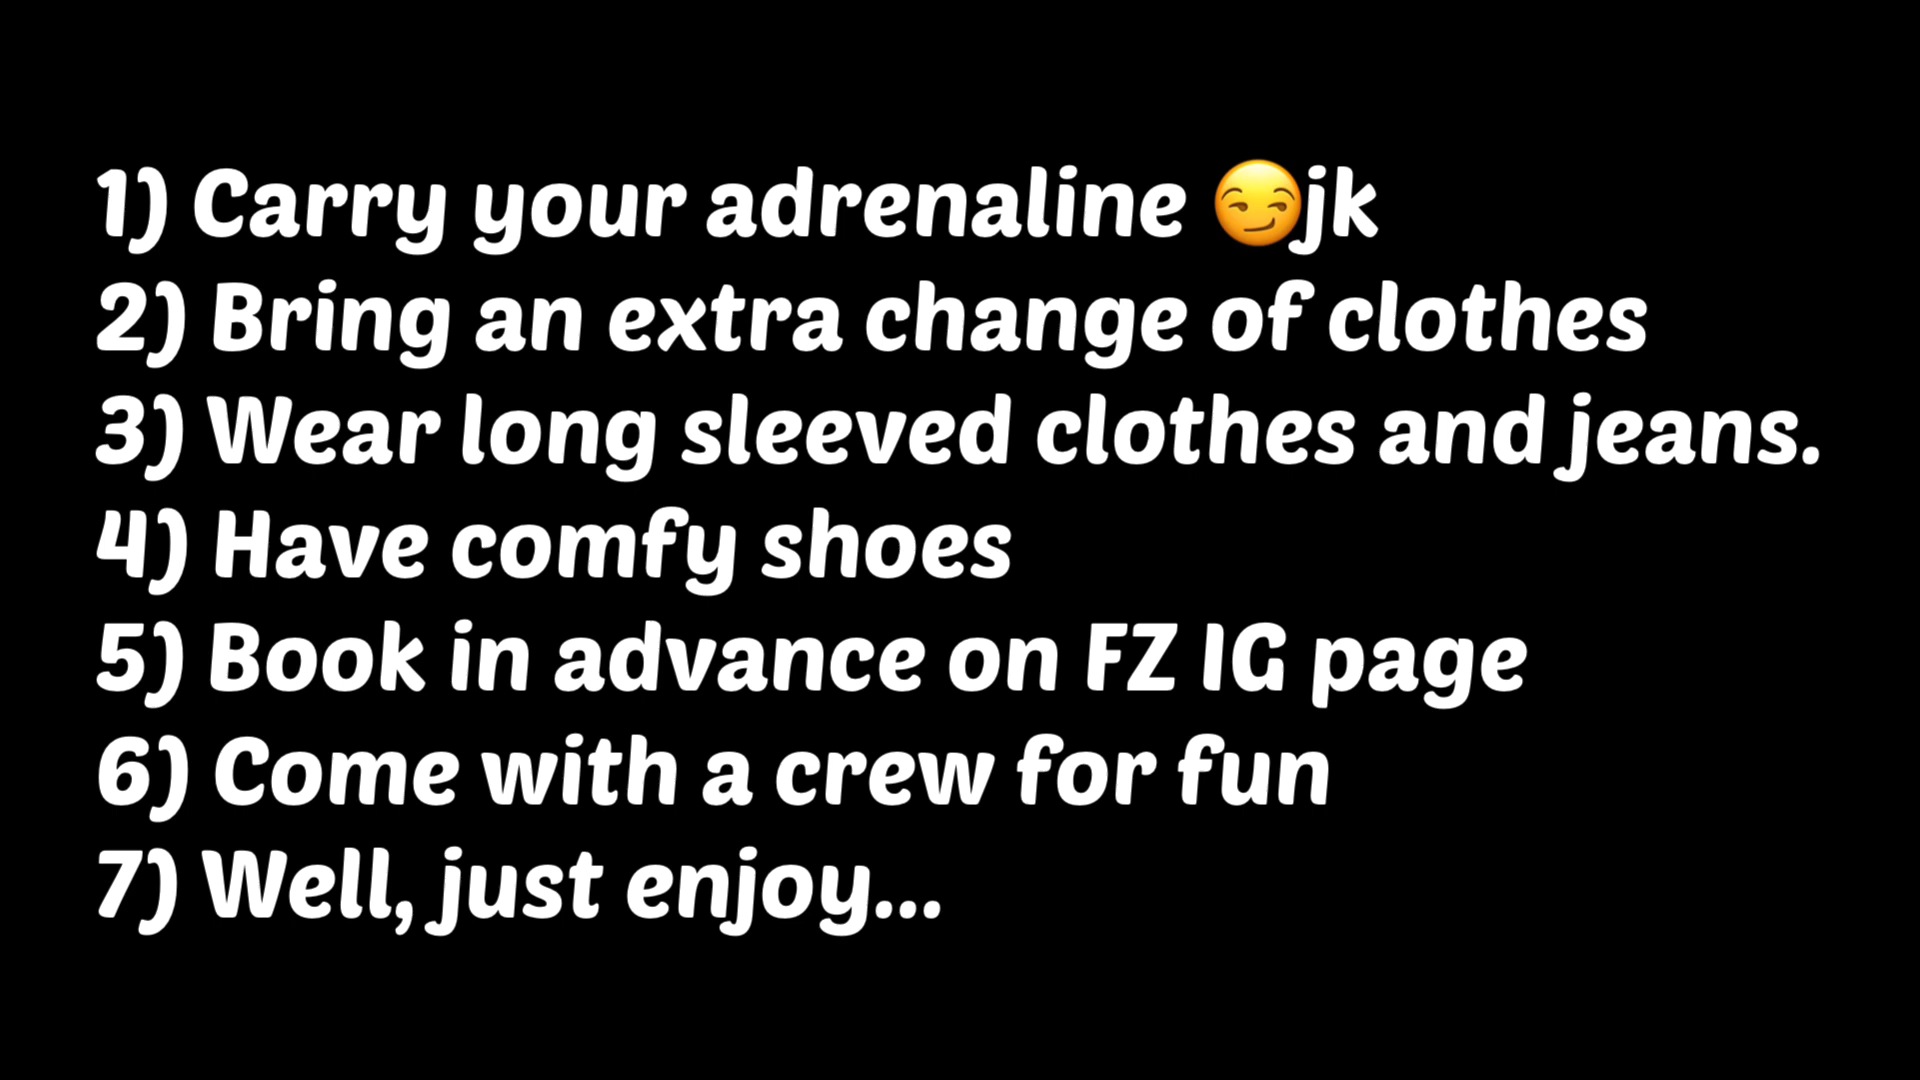 1) Carry your adrenaline 😏jk
2) Bring an extra change of clothes
3) Wear long sleeved clothes and jeans.
4) Have comfy shoes
5) Book in advance on FZ IG page
6) Come with a crew for fun
7) Well, just enjoy...